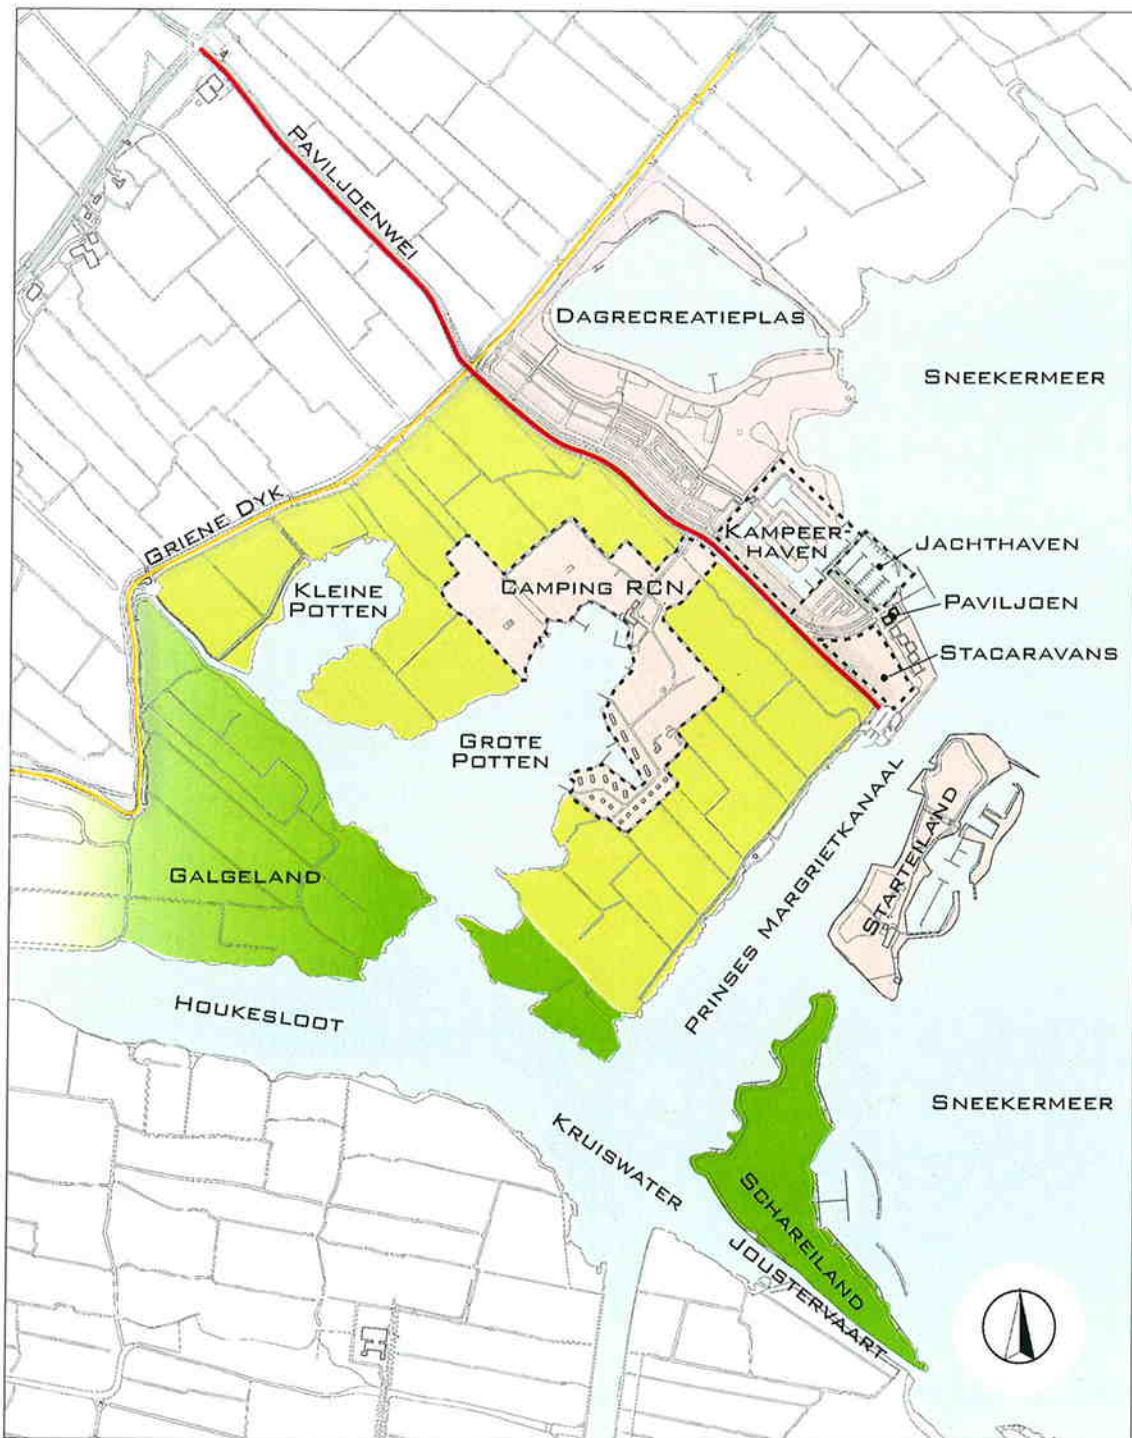 PAVILJOENWEI
DAGRECREATIEPLAS
SNEEKERMEER
GRIENE DYK
KAMPEER-
HAVEN
JACHTHAVEN
KLEINE
POTTEN
CAMPING RCN
PAVILJOEN
STACARAVANS
GROTE
POTTEN
PRINSES MARGRIETKANAAL
STARTEILAND
GALGELAND
HOUKESLOOT
SNEEKERMEER
KRUISWATER
SCHAREILAND
JOUSTERVAART